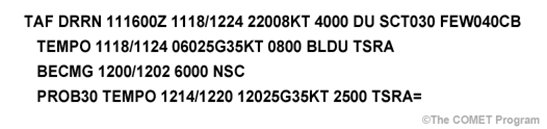 TAF DRRN 111600Z 1118/1224 22008KT 4000 DU SCT030 FEW040CB
TEMPO 1118/1124 06025G35KT 0800 BLDU TSRA
BECMG 1200/1202 6000 NSC
PROB30 TEMPO 1214/1220 12025G35KT 2500 TSRA=
©The COMET Program